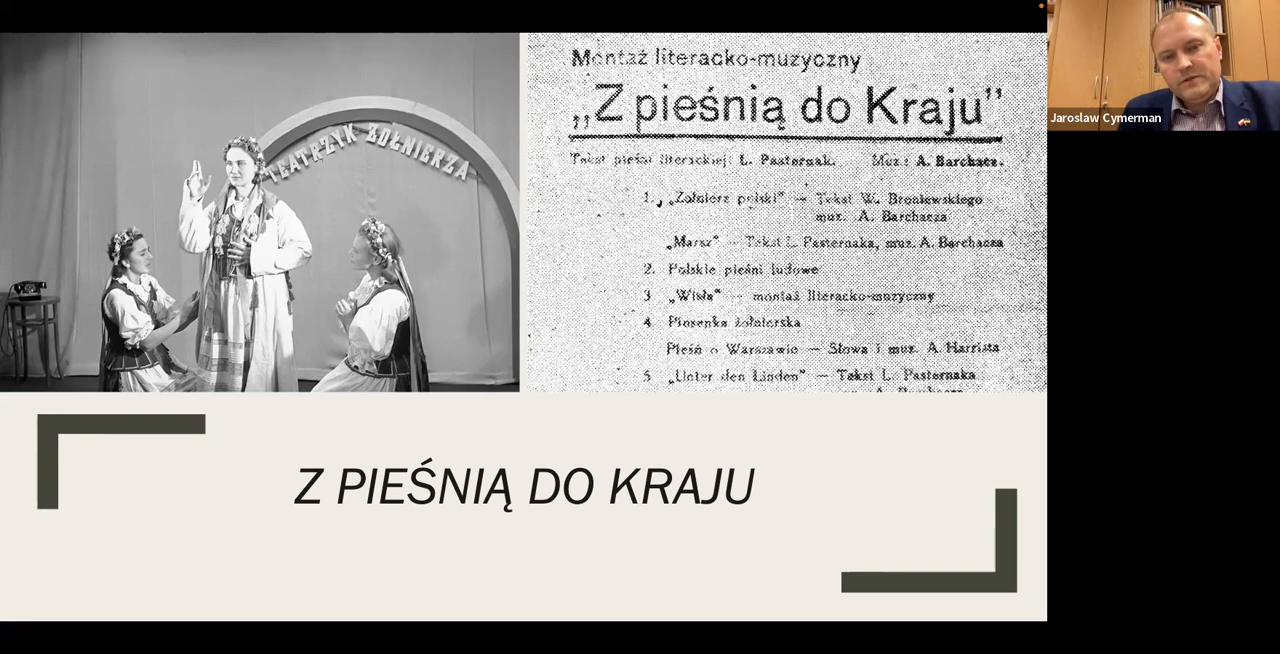 TEATRZYK ŻOŁNIERZA
Montaż literacko-muzyczny
„Z pieśnią do Kraju”
Tekst pieśni literackiej: L. Pasternak. Muz.: A. Barchacz.
1. „Żołnierz polski” — Tekst W. Broniewskiego
muz. A. Barchacza
„Marsz” — Tekst L. Pasternaka, muz. A. Barchacza
2. Polskie pieśni ludowe
3 „Wisła” — montaż literacko-muzyczny
4 Piosenka żołnierska
Pieśń o Warszawie — Słowa i muz. A. Harrisa
5 „Unter den Linden” — Tekst L. Pasternaka
Z PIEŚNIĄ DO KRAJU
Jaroslaw Cymerman